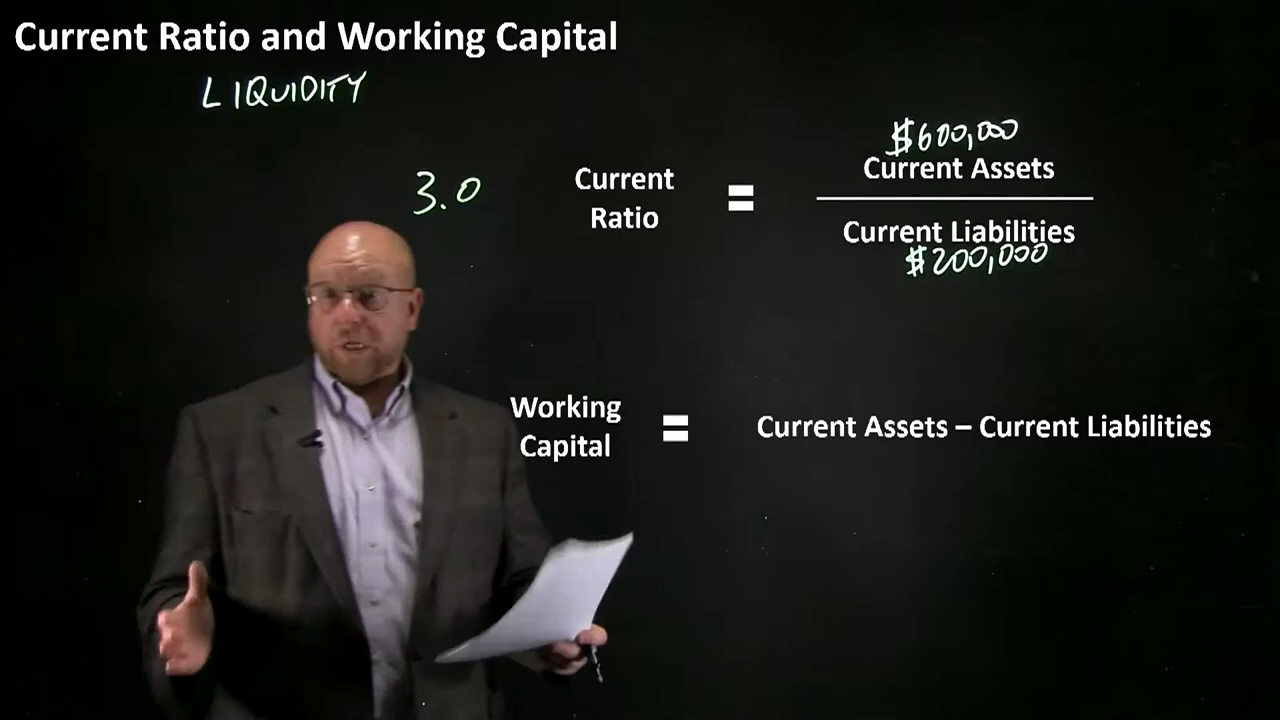 Current Ratio and Working Capital
LIQUIDITY
$600,000
3.0
Current
Ratio
=
Current Assets
Current Liabilities
$200,000
Working
Capital
=
Current Assets – Current Liabilities